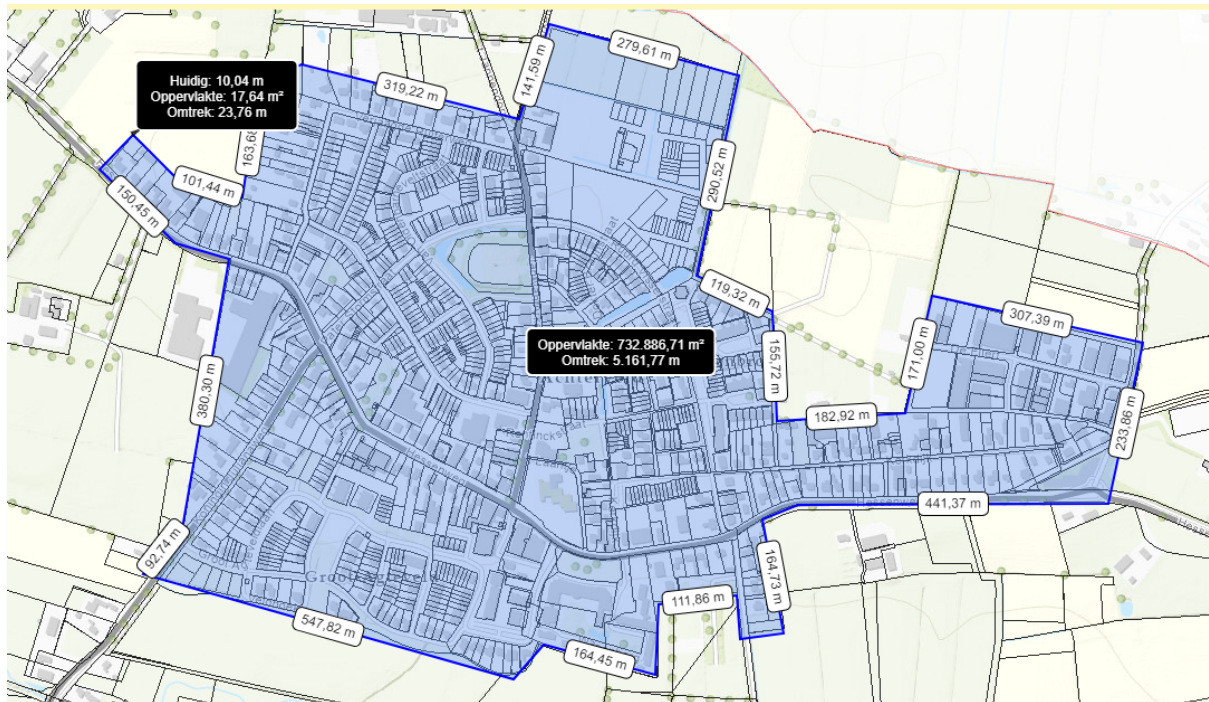 279,61 m
141,59 m
319,22 m
Huidig: 10,04 m
Oppervlakte: 17,64 m²
Omtrek: 23,76 m
163,68
101,44 m
150,45 m
290,52 m
119,32 m
307,39 m
Oppervlakte: 732.886,71 m²
Omtrek: 5.161,77 m
155,72 m
171,00 m
182,92 m
380,30 m
233,86 m
441,37 m
92,74 m
164,73 m
111,86 m
547,82 m
164,45 m